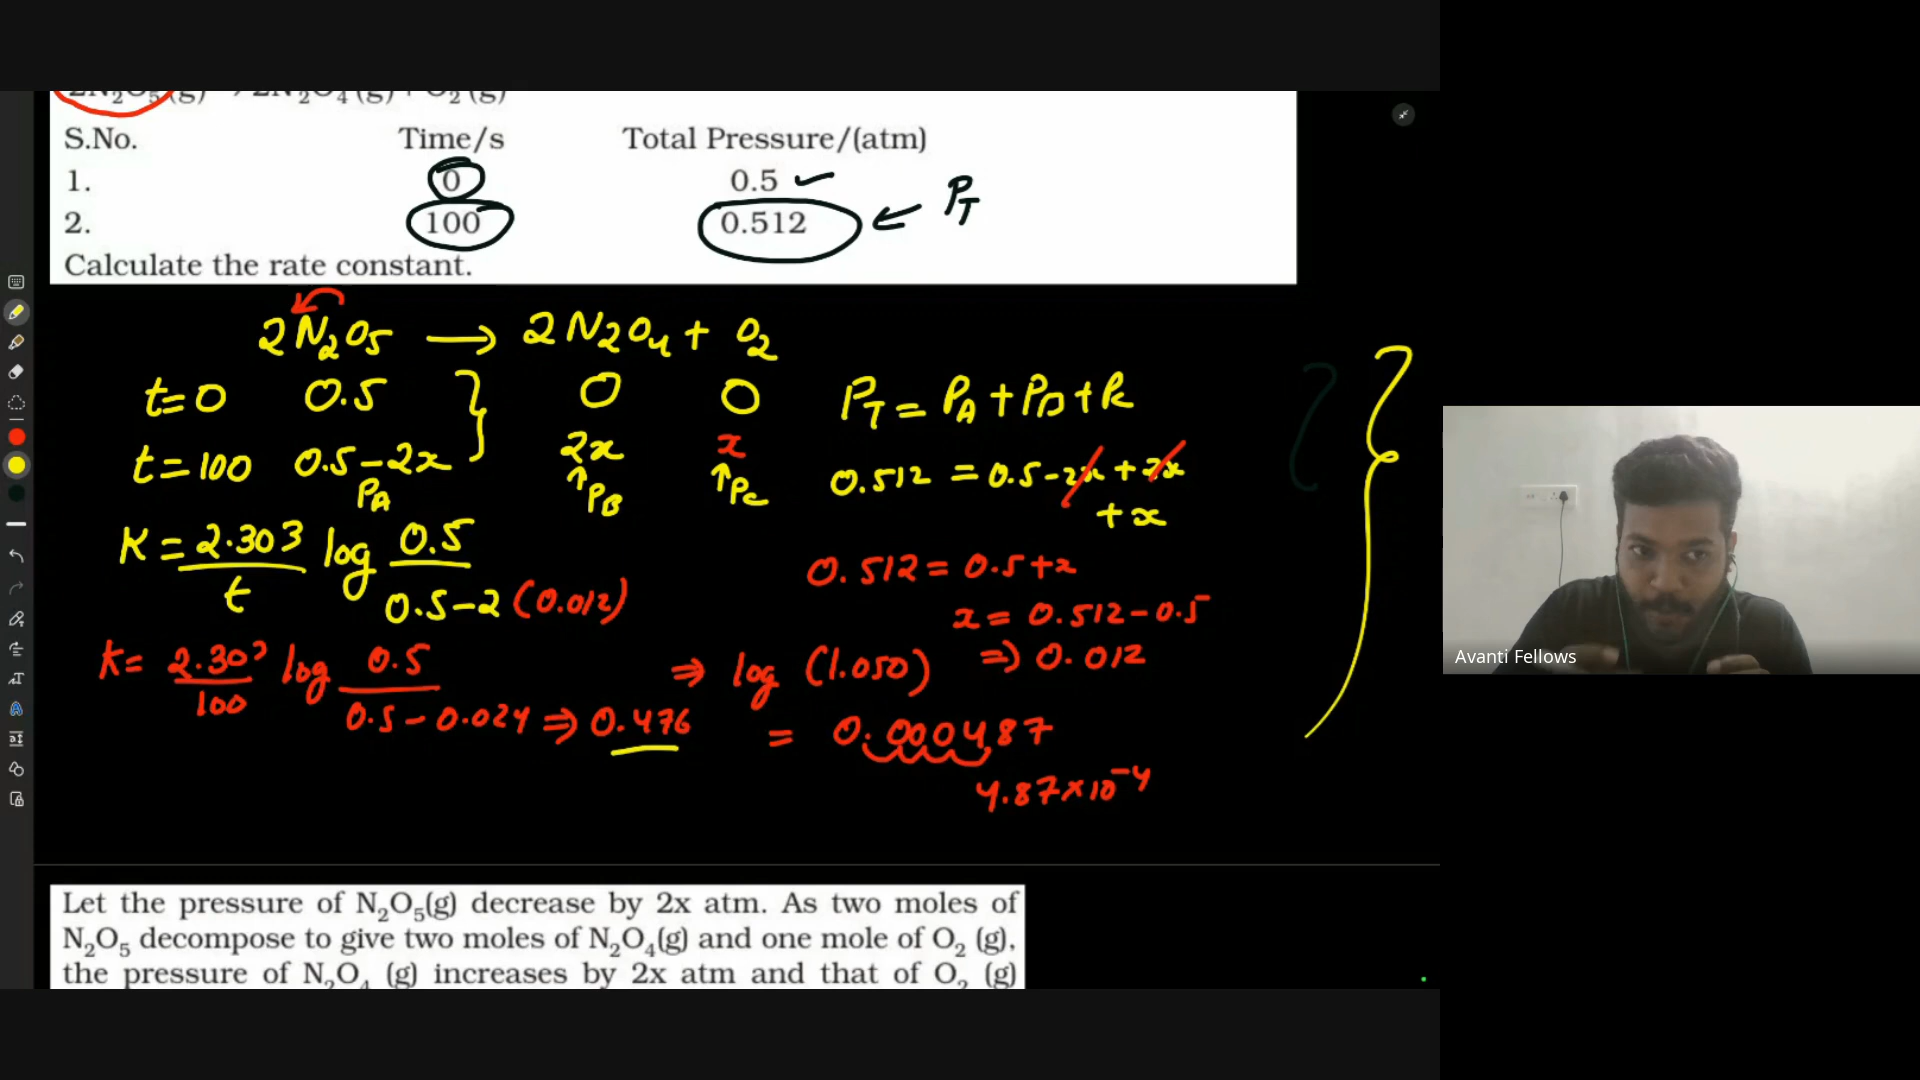 2N₂O₅(g) → 2N₂O₄(g) + O₂(g)
S.No. Time/s Total Pressure/(atm)
1. 0 0.5 ✓
2. 100 0.512 ← P_T
Calculate the rate constant.
2N₂O₅ → 2N₂O₄ + O₂
t=0 0.5 } 0 0 P_T = P_A + P_B + P_C
t=100 0.5-2x 2x x
P_A ↑P_B ↑P_C
0.512 = 0.5-2x + 2x
+x
K = 2.303/t log 0.5/0.5-2(0.012)
0.512 = 0.5+x
x = 0.512-0.5
⇒ 0.012
K= 2.303/100 log 0.5/0.5-0.024 ⇒ 0.476
⇒ log (1.050)
= 0.000487
4.87×10⁻⁴
Let the pressure of N₂O₅(g) decrease by 2x atm. As two moles of
N₂O₅ decompose to give two moles of N₂O₄(g) and one mole of O₂ (g),
the pressure of N₂O₄ (g) increases by 2x atm and that of O₂ (g)
Avanti Fellows